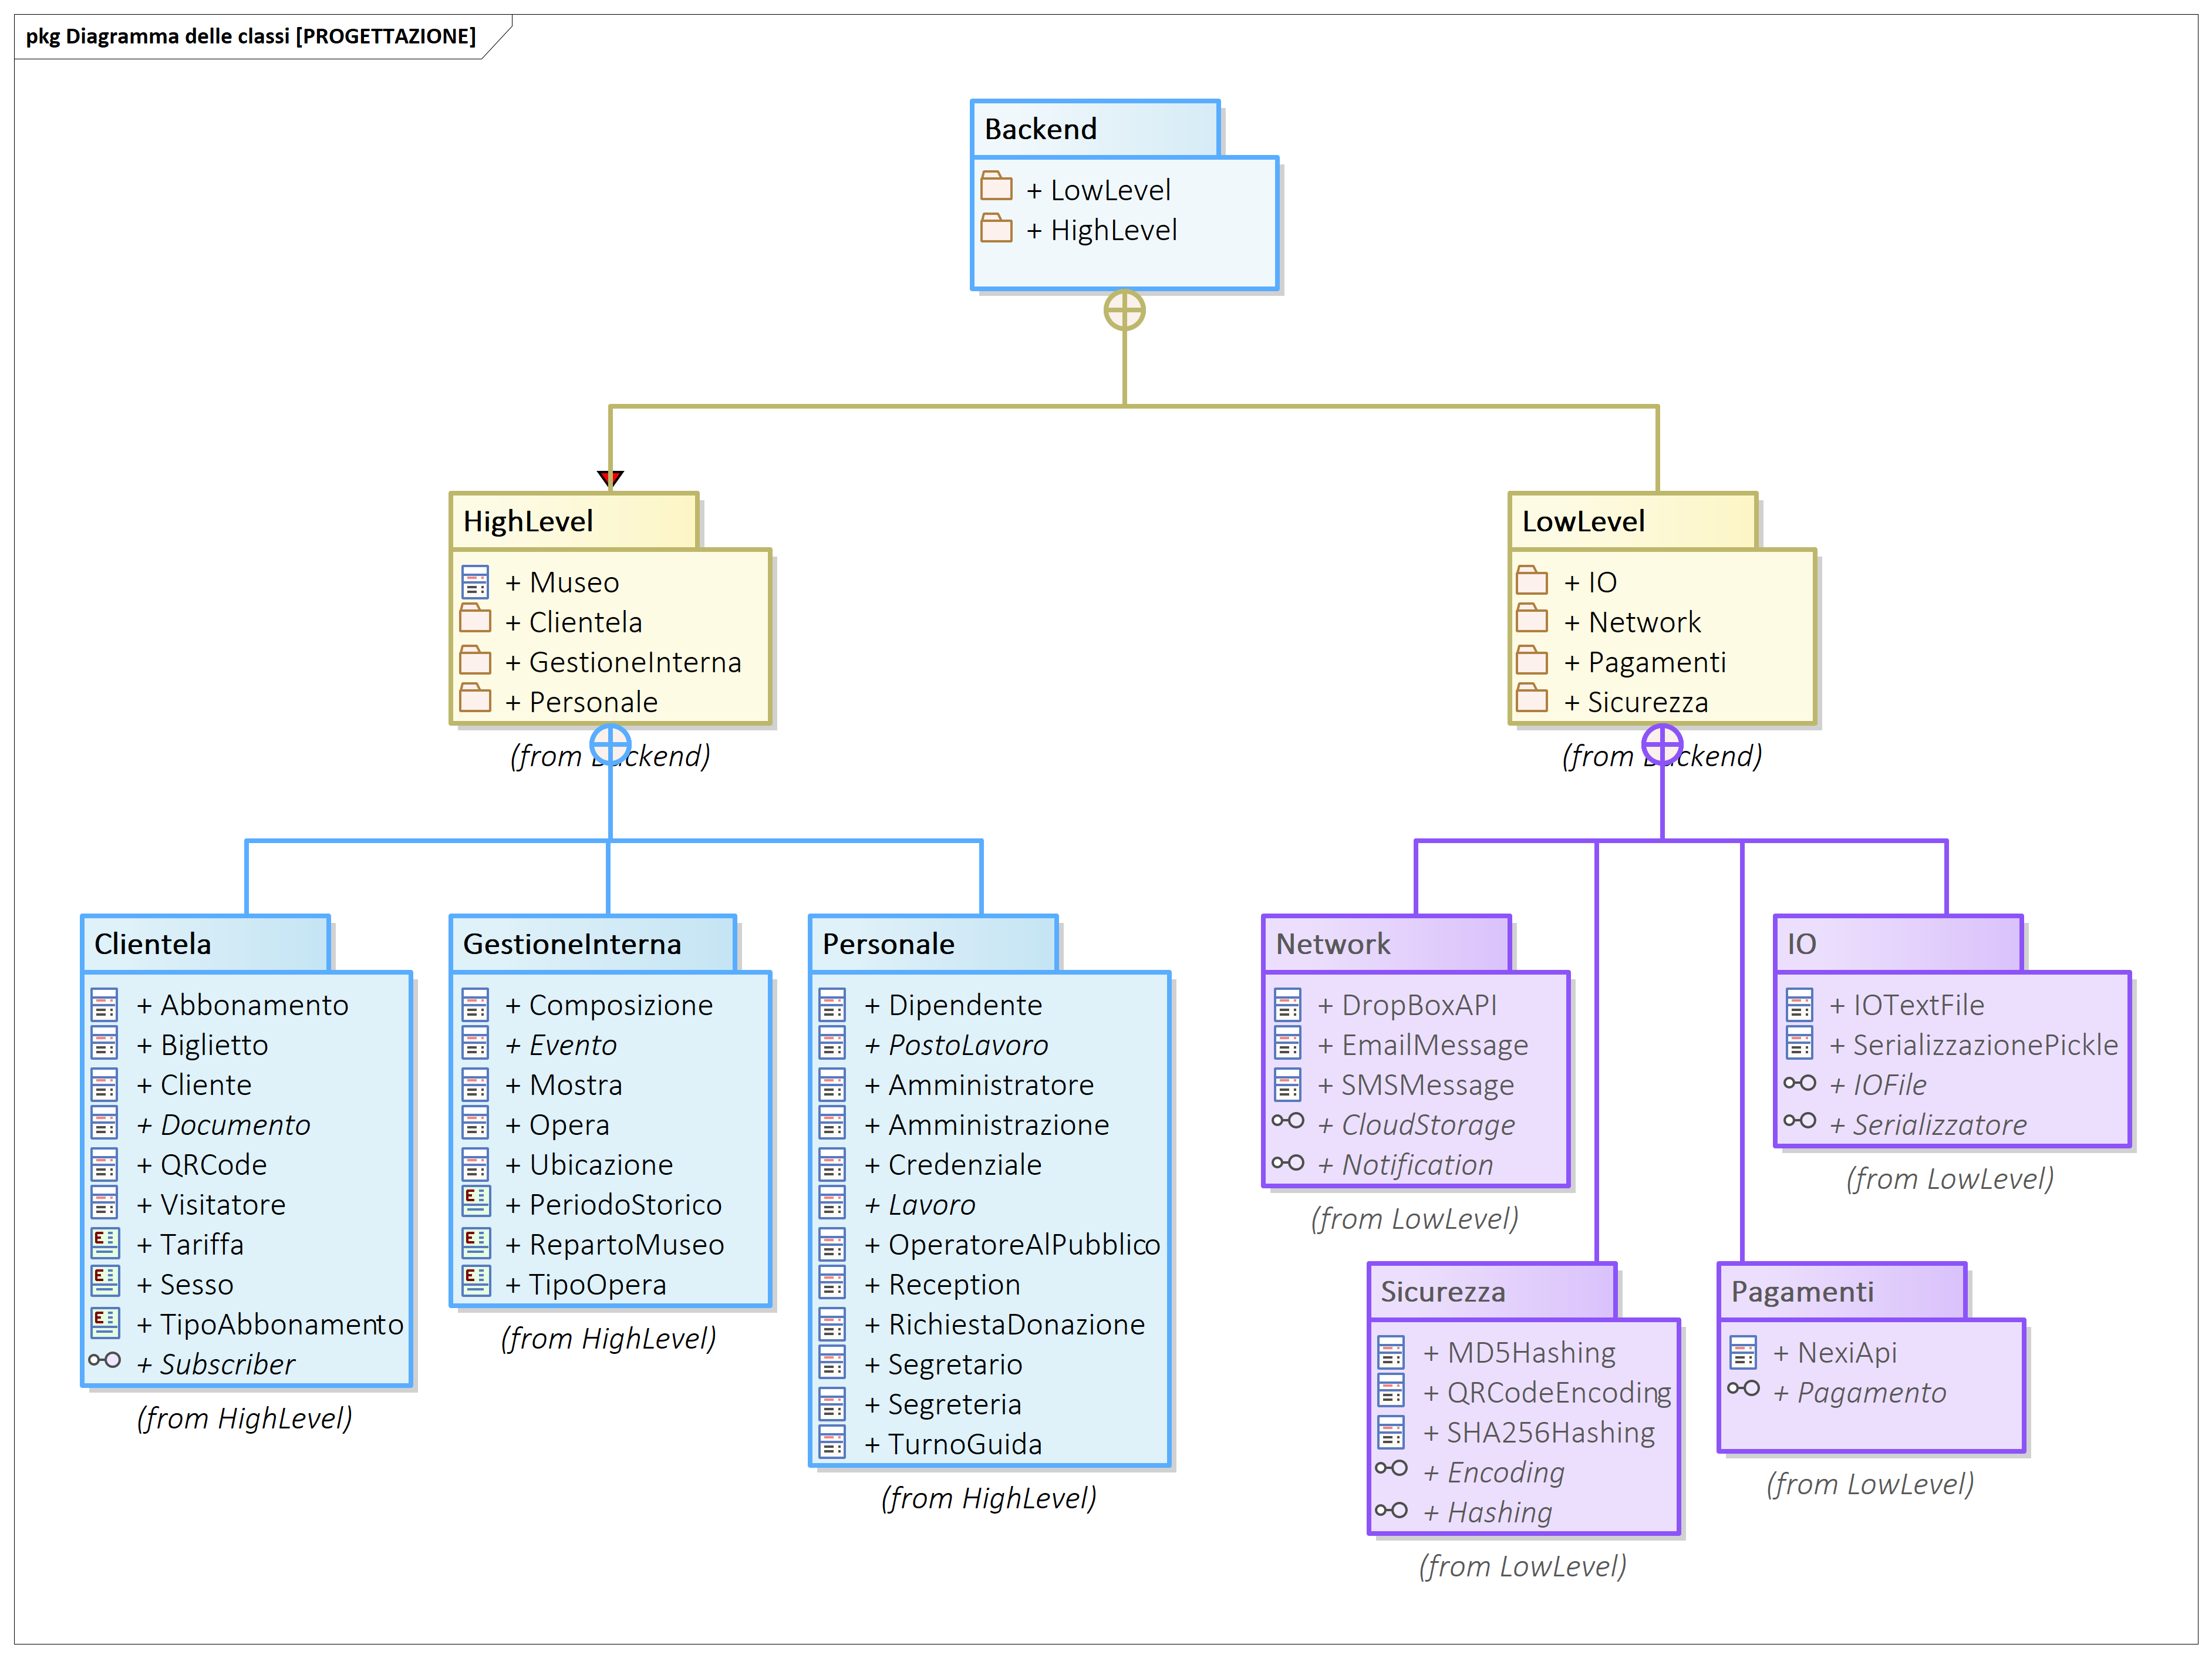 pkg Diagramma delle classi [PROGETTAZIONE]
Backend
+ LowLevel
+ HighLevel
HighLevel
+ Museo
+ Clientela
+ GestioneInterna
+ Personale
(from Backend)
LowLevel
+ IO
+ Network
+ Pagamenti
+ Sicurezza
(from Backend)
Clientela
+ Abbonamento
+ Biglietto
+ Cliente
+ Documento
+ QRCode
+ Visitatore
+ Tariffa
+ Sesso
+ TipoAbbonamento
+ Subscriber
(from HighLevel)
GestioneInterna
+ Composizione
+ Evento
+ Mostra
+ Opera
+ Ubicazione
+ PeriodoStorico
+ RepartoMuseo
+ TipoOpera
(from HighLevel)
Personale
+ Dipendente
+ PostoLavoro
+ Amministratore
+ Amministrazione
+ Credenziale
+ Lavoro
+ OperatoreAlPubblico
+ Reception
+ RichiestaDonazione
+ Segretario
+ Segreteria
+ TurnoGuida
(from HighLevel)
Network
+ DropBoxAPI
+ EmailMessage
+ SMSMessage
+ CloudStorage
+ Notification
(from LowLevel)
IO
+ IOTextFile
+ SerializzazionePickle
+ IOFile
+ Serializzatore
(from LowLevel)
Sicurezza
+ MD5Hashing
+ QRCodeEncoding
+ SHA256Hashing
+ Encoding
+ Hashing
(from LowLevel)
Pagamenti
+ NexiApi
+ Pagamento
(from LowLevel)